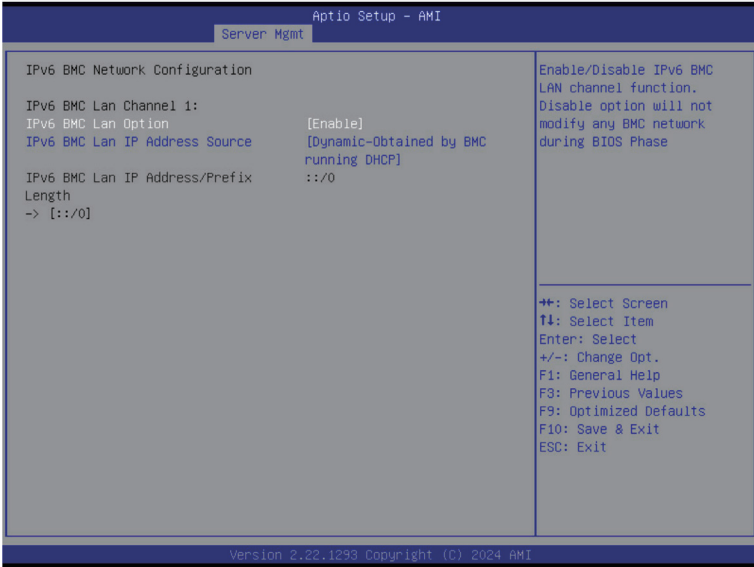 Aptio Setup – AMI
Server Mgmt
IPv6 BMC Network Configuration
IPv6 BMC Lan Channel 1:
IPv6 BMC Lan Option [Enable]
IPv6 BMC Lan IP Address Source [Dynamic-Obtained by BMC
running DHCP]
IPv6 BMC Lan IP Address/Prefix ::/0
Length
-> [::/0]
Enable/Disable IPv6 BMC
LAN channel function.
Disable option will not
modify any BMC network
during BIOS Phase
→←: Select Screen
↑↓: Select Item
Enter: Select
+/-: Change Opt.
F1: General Help
F3: Previous Values
F9: Optimized Defaults
F10: Save & Exit
ESC: Exit
Version 2.22.1293 Copyright (C) 2024 AMI